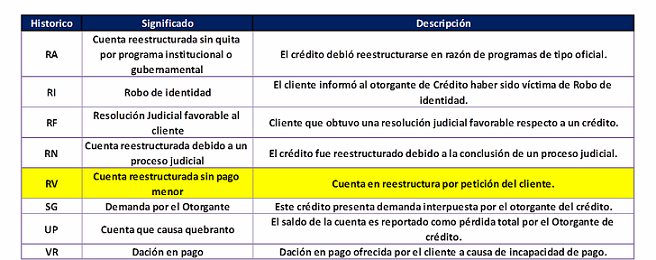 Historico Significado Descripción
Cuenta reestructurada sin quita
RA por programa institucional o El crédito debió reestructurarse en razón de programas de tipo oficial.
gubernamental
RI Robo de identidad El cliente informó al otorgante de Crédito haber sido víctima de Robo de
identidad.
RF Resolución Judicial favorable al Cliente que obtuvo una resolución judicial favorable respecto a un crédito.
cliente
RN Cuenta reestructurada debido a un El crédito fue reestructurado debido a la conclusión de un proceso judicial.
proceso judicial
RV Cuenta reestructurada sin pago Cuenta en reestructura por petición del cliente.
menor
SG Demanda por el Otorgante Este crédito presenta demanda interpuesta por el otorgante del crédito.
UP Cuenta que causa quebranto El saldo de la cuenta es reportado como pérdida total por el Otorgante de
crédito.
VR Dación en pago Dación en pago ofrecida por el cliente a causa de incapacidad de pago.